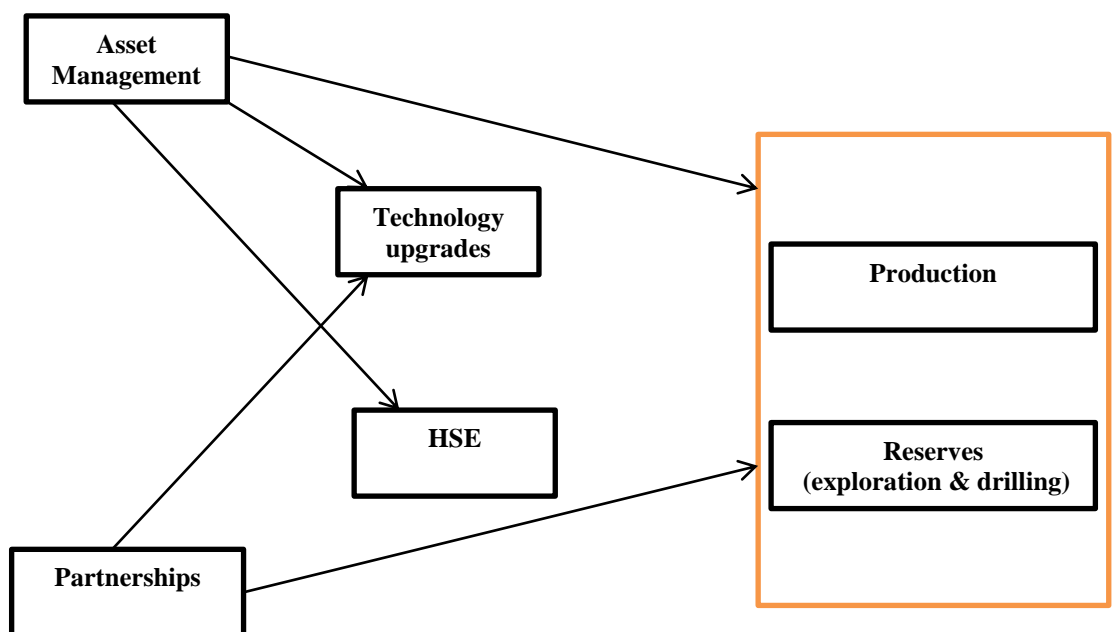 Asset
Management
Technology
upgrades
Production
HSE
Reserves
(exploration & drilling)
Partnerships